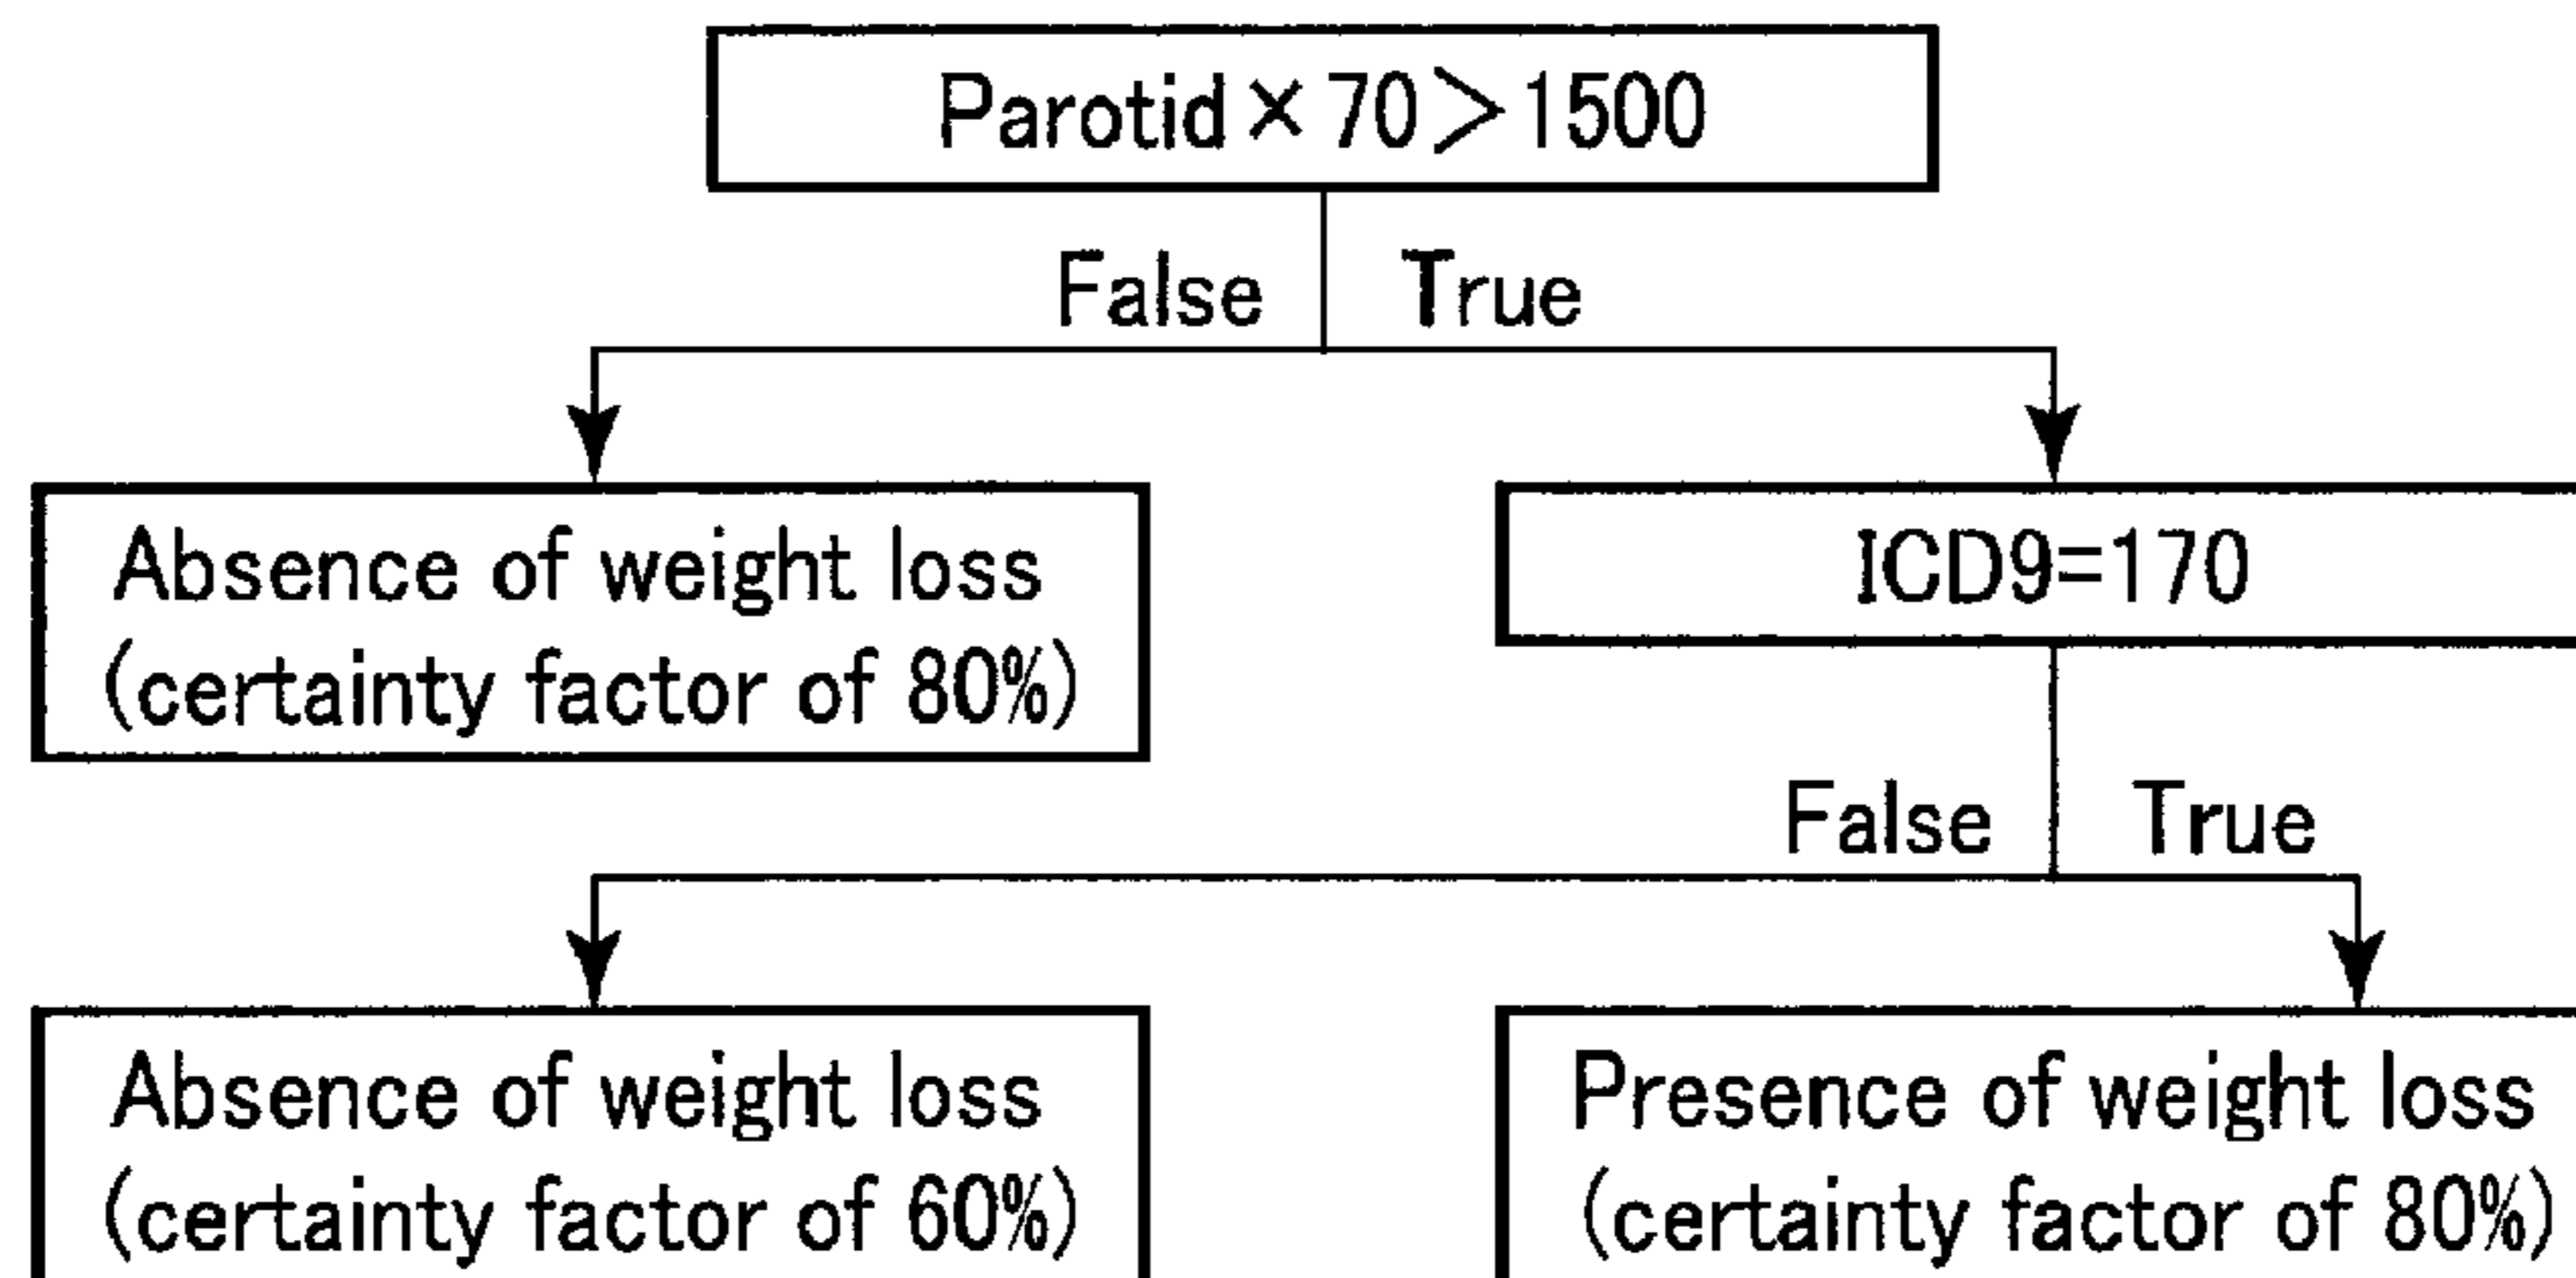 Parotid×70＞1500
False True
Absence of weight loss
(certainty factor of 80%)
ICD9=170
False True
Absence of weight loss
(certainty factor of 60%)
Presence of weight loss
(certainty factor of 80%)